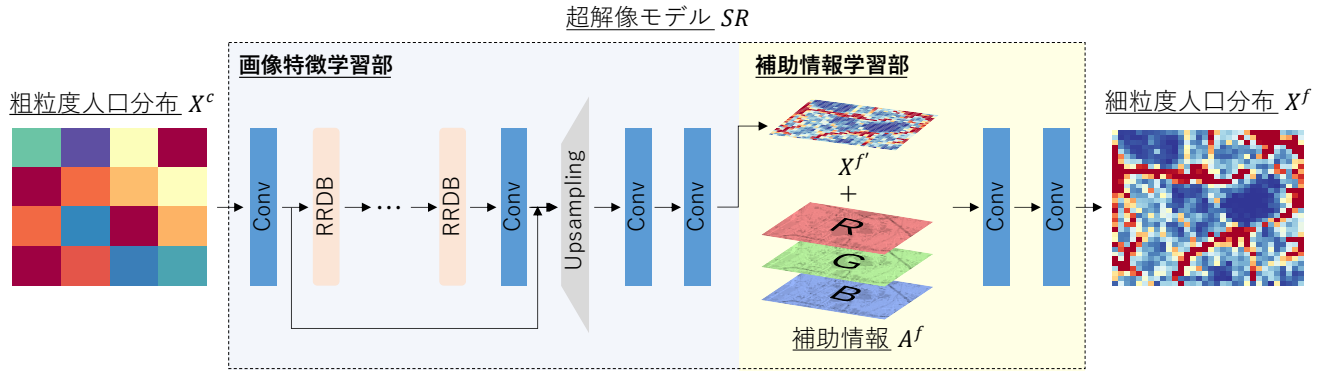 超解像モデル SR
画像特徴学習部
補助情報学習部
粗粒度人口分布 X^c
細粒度人口分布 X^f
Conv
RRDB
...
RRDB
Conv
Upsampling
Conv
Conv
X^{f'}
+
R
G
B
補助情報 A^f
Conv
Conv